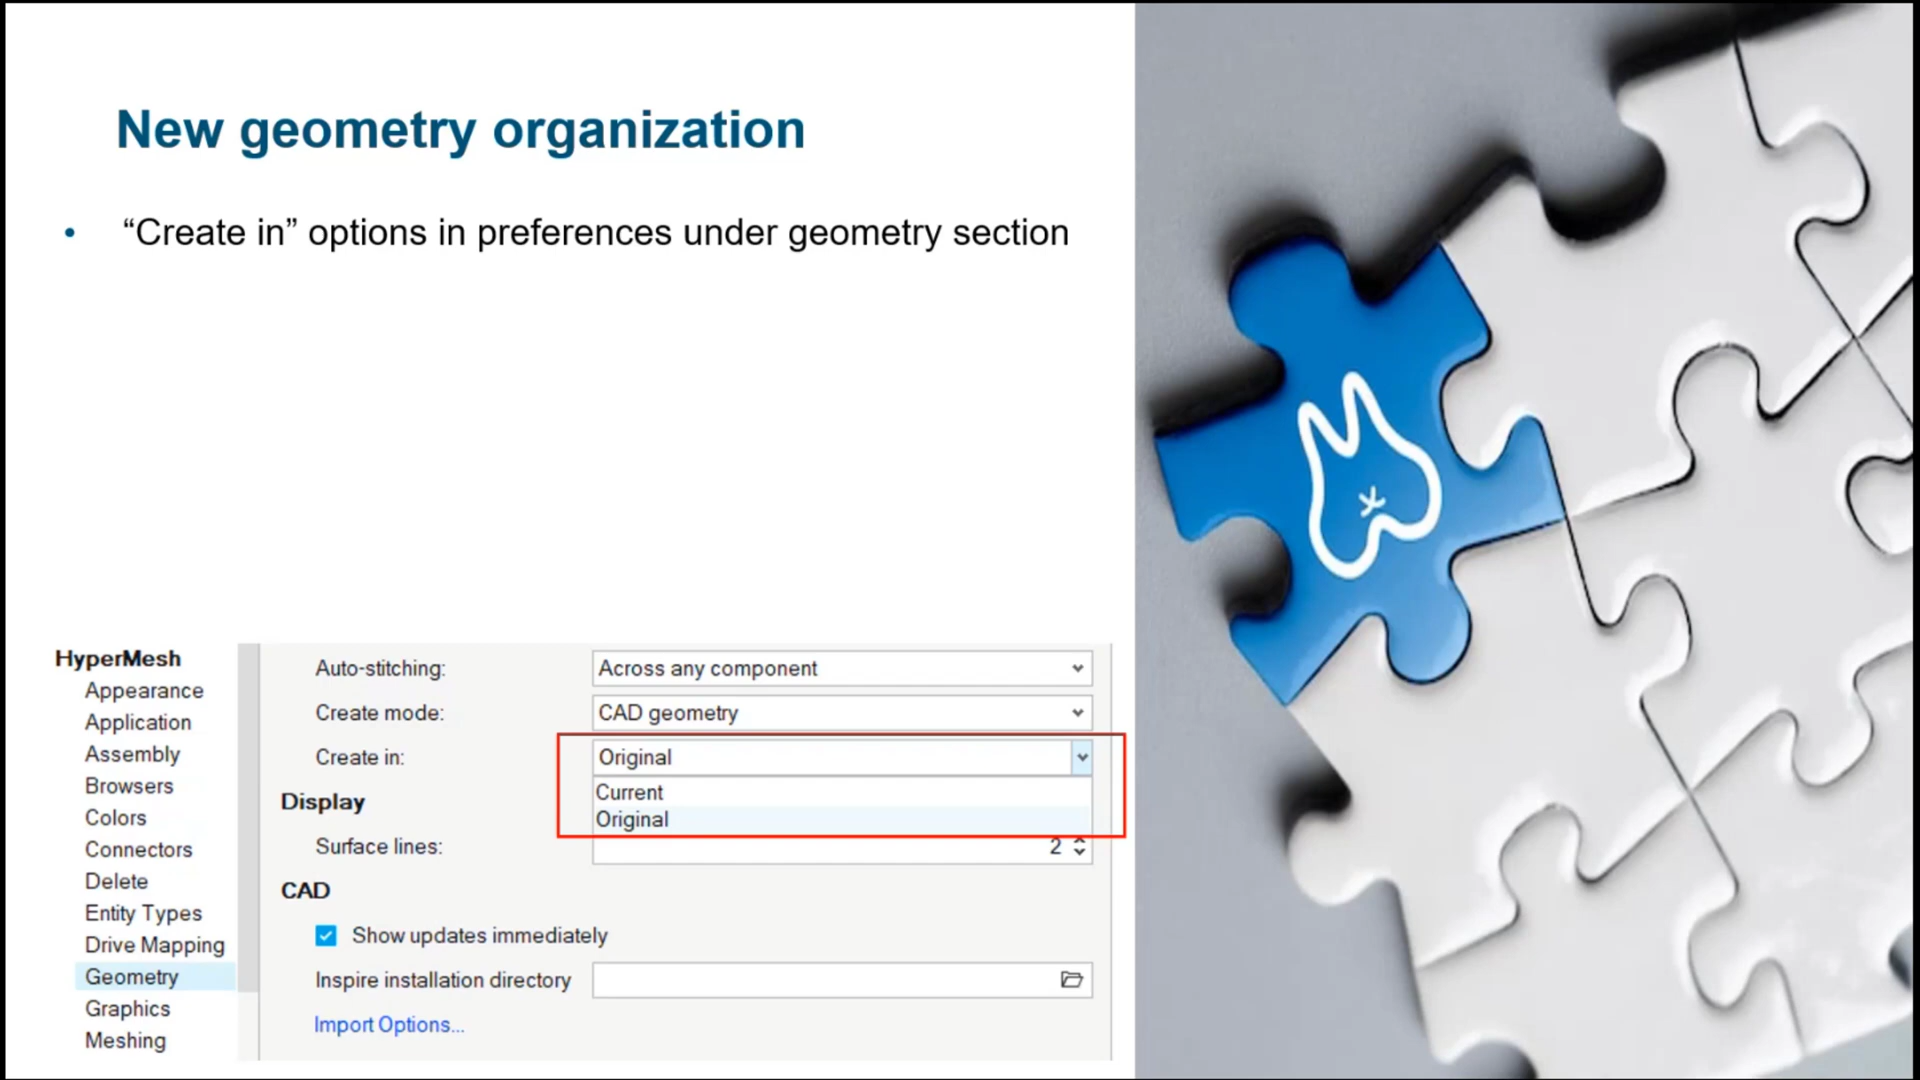 New geometry organization
• “Create in” options in preferences under geometry section
HyperMesh
Appearance
Application
Assembly
Browsers
Colors
Connectors
Delete
Entity Types
Drive Mapping
Geometry
Graphics
Meshing
Auto-stitching: Across any component
Create mode: CAD geometry
Create in: Original
Current
Original
Display
Surface lines: 2
CAD
Show updates immediately
Inspire installation directory
Import Options...